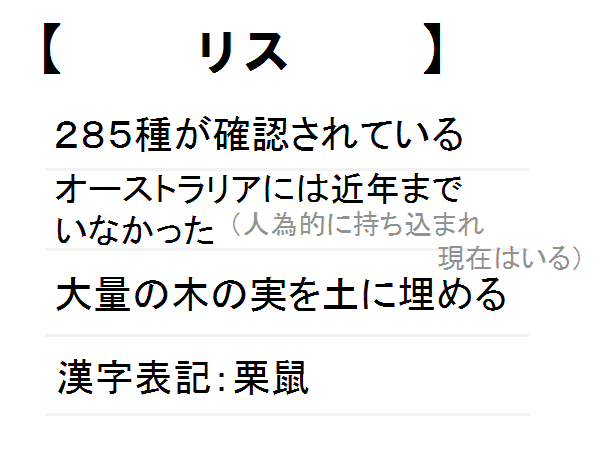 【　リス　】
２８５種が確認されている
オーストラリアには近年まで
いなかった（人為的に持ち込まれ
現在はいる）
大量の木の実を土に埋める
漢字表記：栗鼠